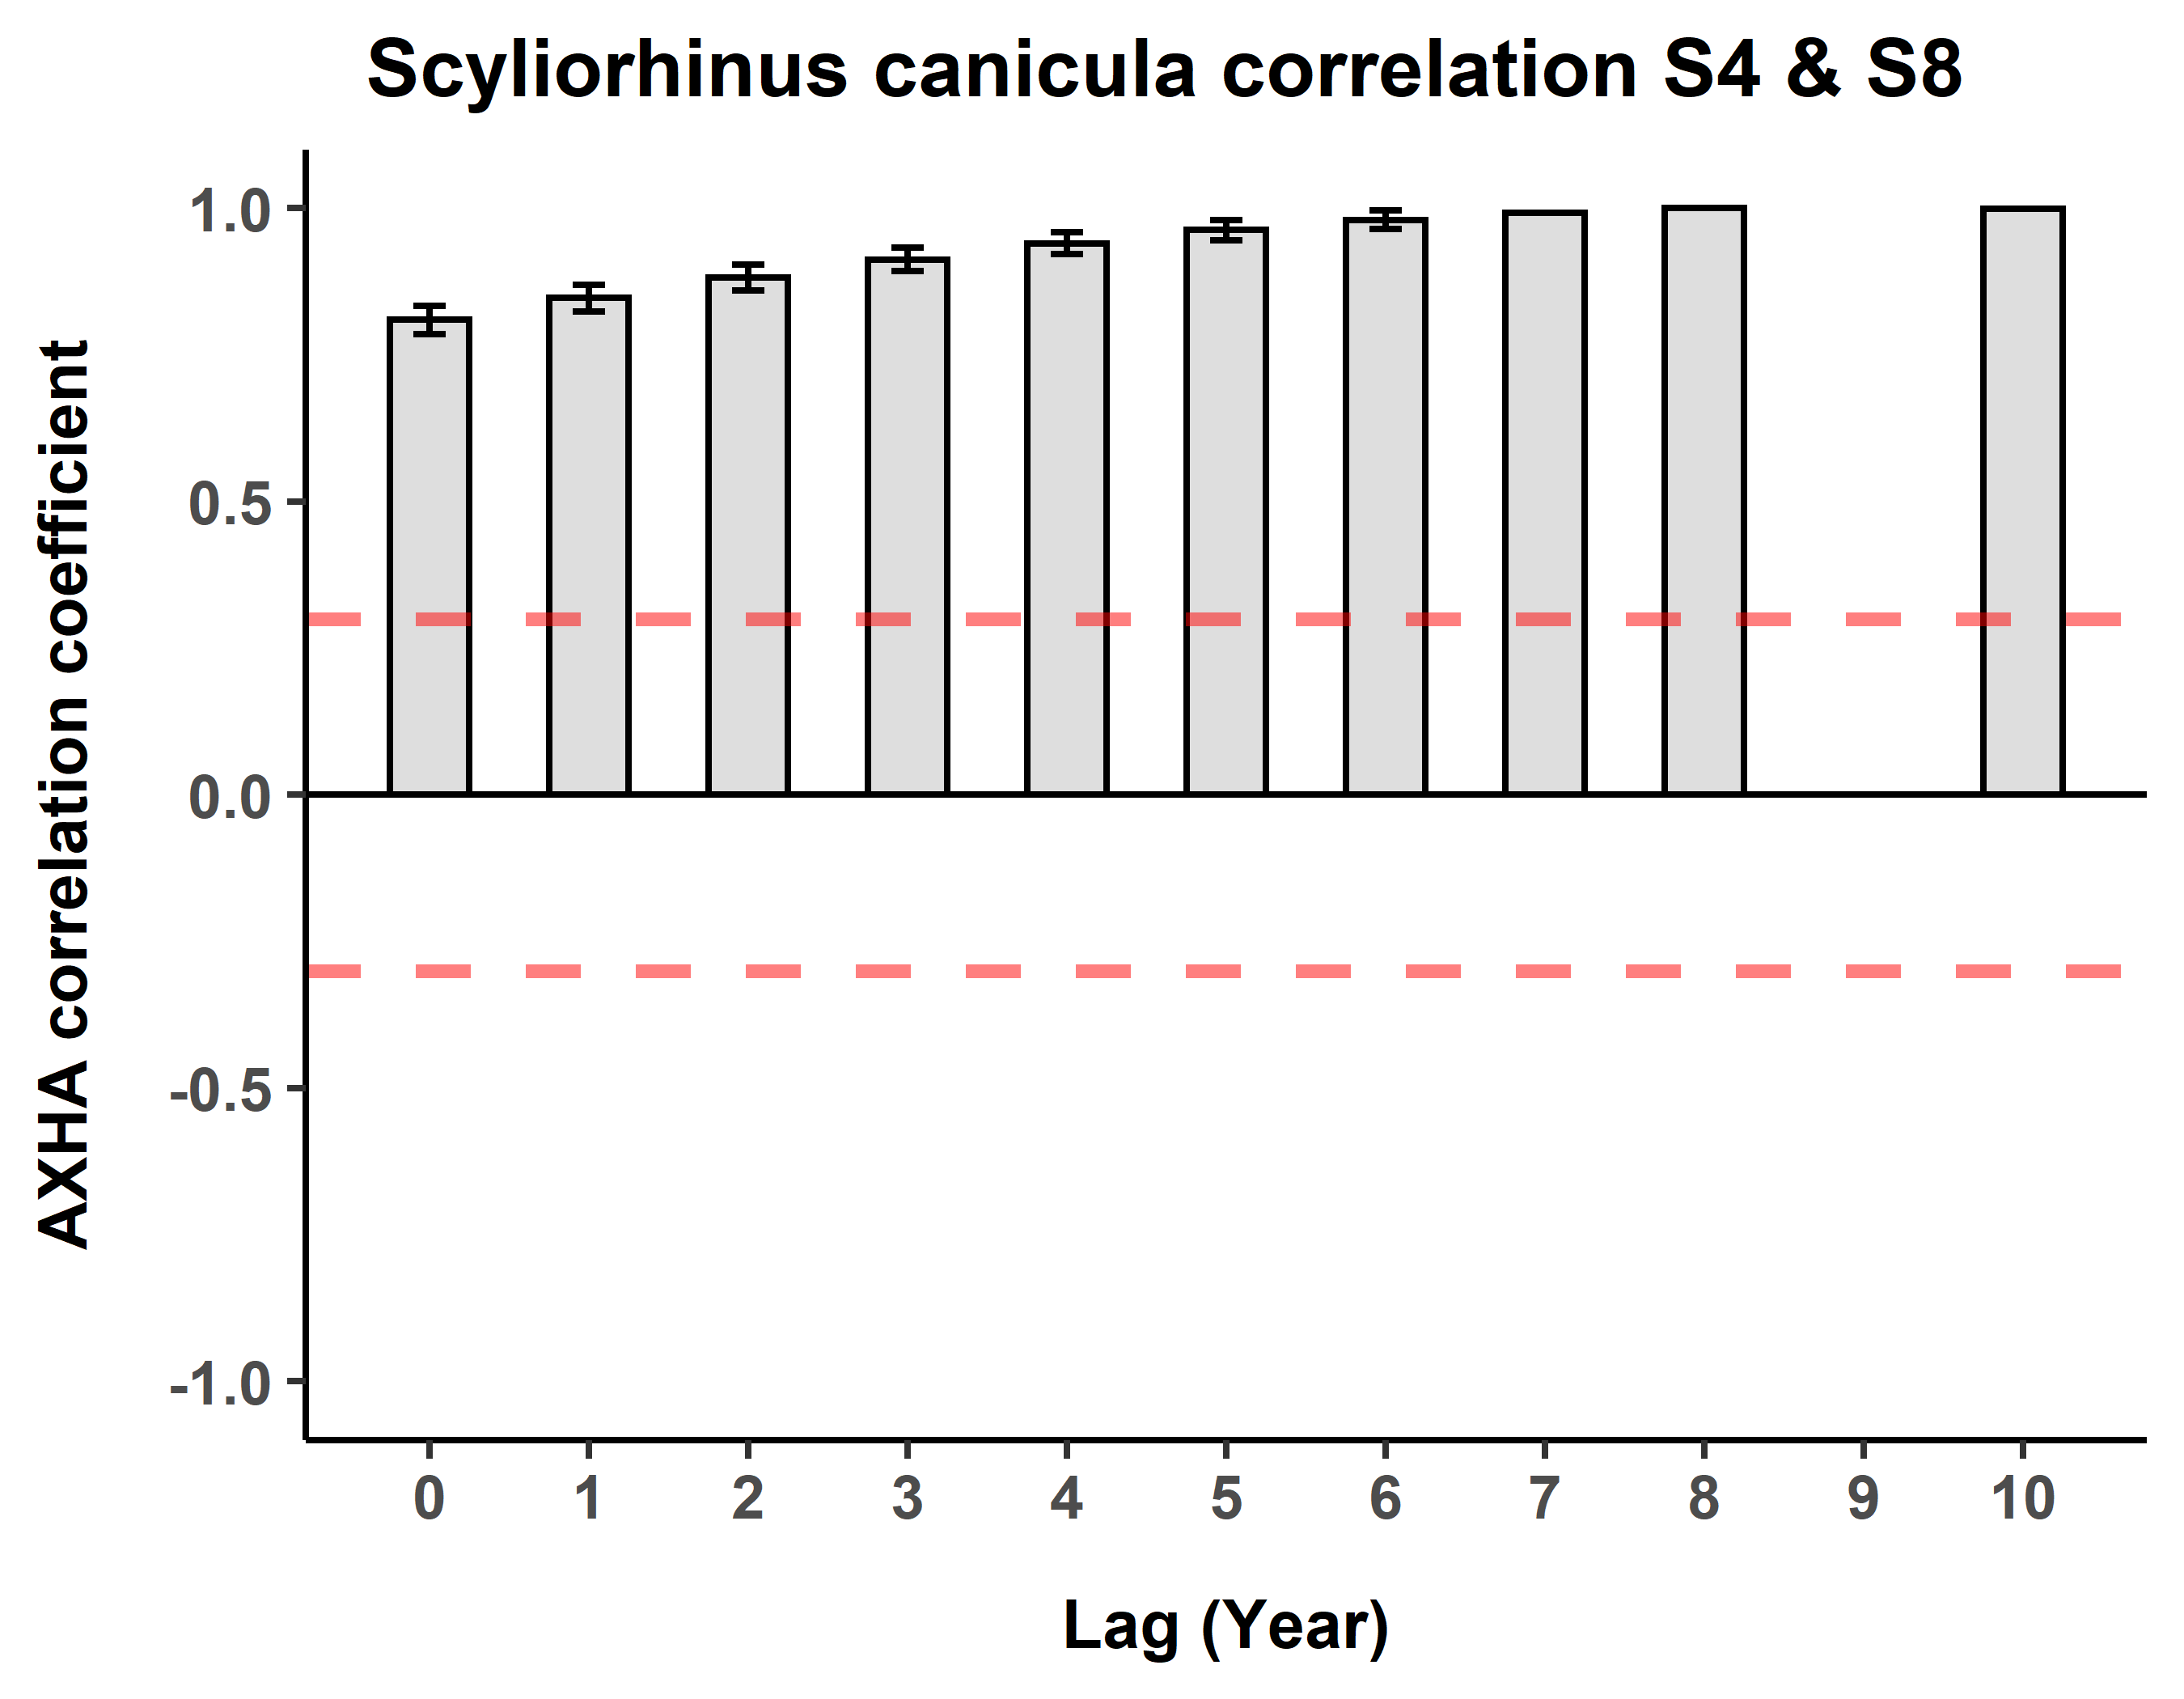 Scyliorhinus canicula correlation S4 & S8
AXHA correlation coefficient
1.0
0.5
0.0
-0.5
-1.0
0 1 2 3 4 5 6 7 8 9 10
Lag (Year)